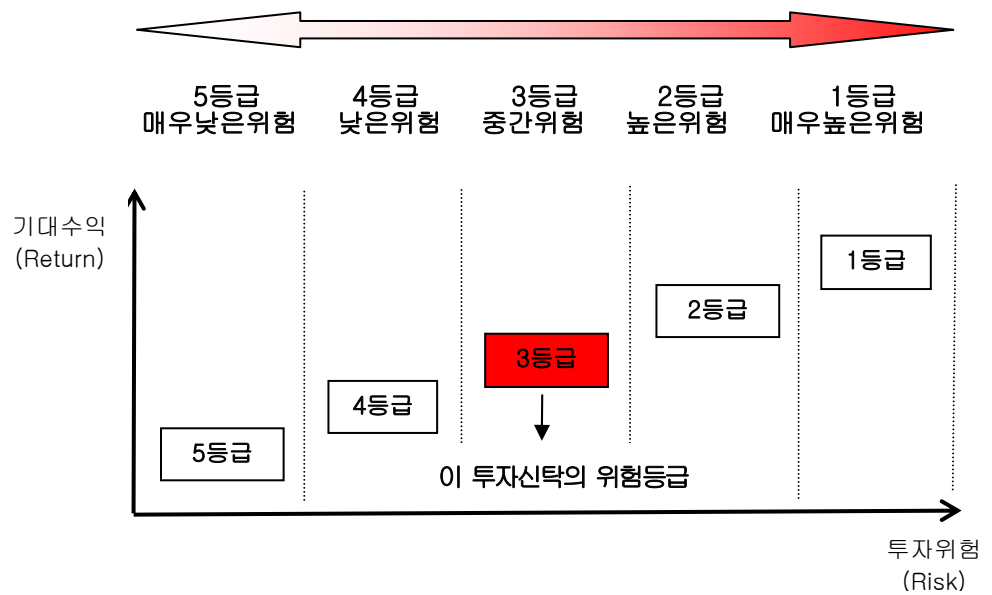 5등급 4등급 3등급 2등급 1등급
매우낮은위험 낮은위험 중간위험 높은위험 매우높은위험
기대수익
(Return)
1등급
2등급
3등급
4등급
5등급
이 투자신탁의 위험등급
투자위험
(Risk)